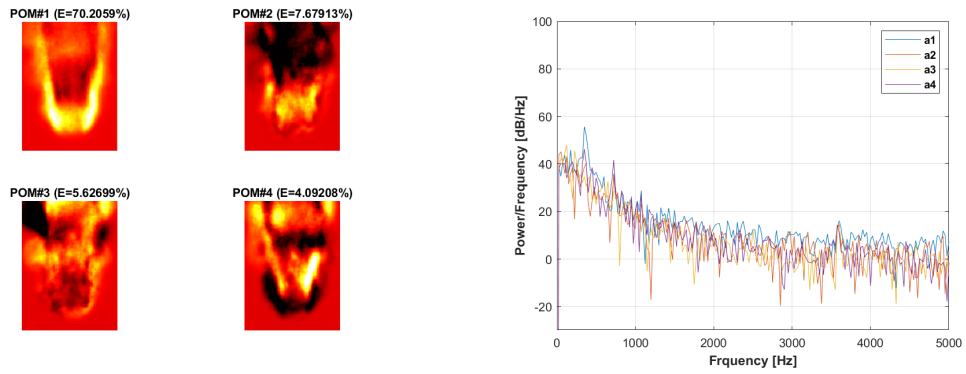 POM#1 (E=70.2059%)
POM#2 (E=7.67913%)
POM#3 (E=5.62699%)
POM#4 (E=4.09208%)
100
80
60
40
20
0
-20
Power/Frequency [dB/Hz]
a1
a2
a3
a4
0
1000
2000
3000
4000
5000
Frquency [Hz]